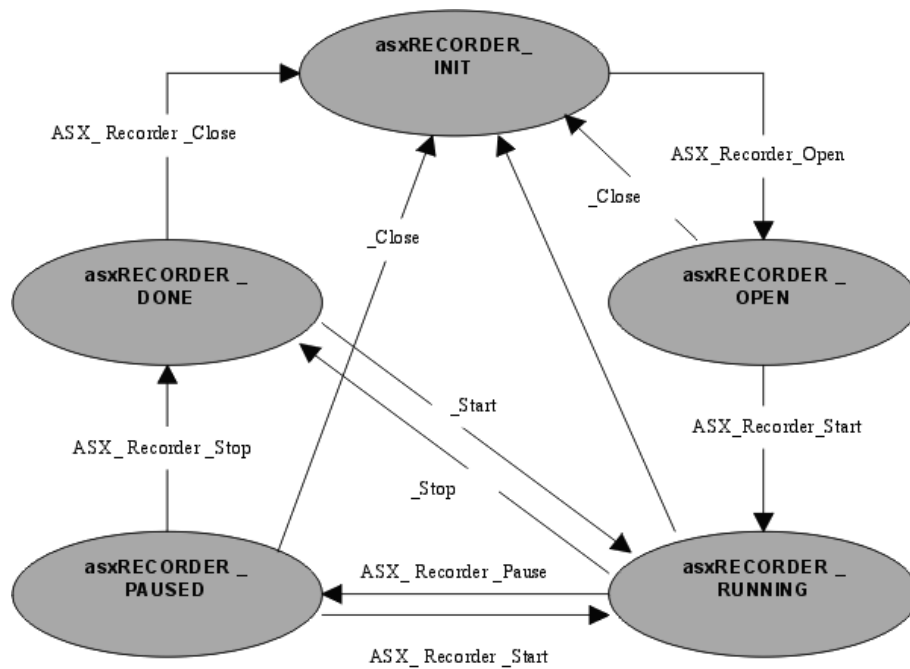 asxRECORDER_
INIT
ASX_ Recorder _Close
ASX_Recorder_Open
_Close
_Close
asxRECORDER _
DONE
asxRECORDER _
OPEN
_Start
ASX_Recorder_Start
ASX_ Recorder _Stop
_Stop
asxRECORDER _
PAUSED
ASX_ Recorder _Pause
asxRECORDER _
RUNNING
ASX_ Recorder _Start